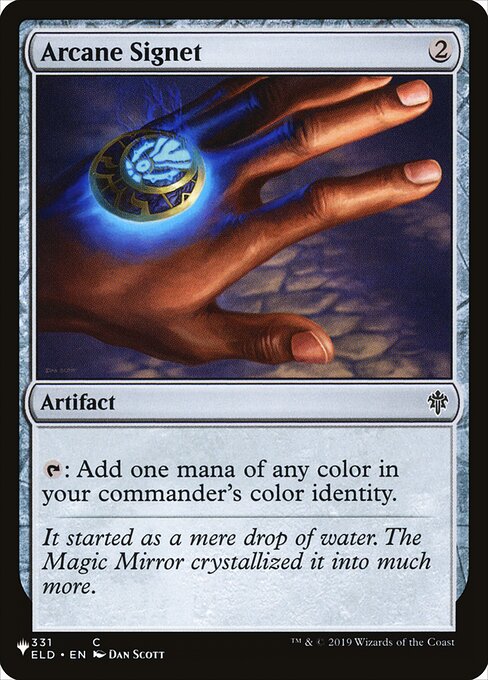 Arcane Signet 2
DAN SCOTT
Artifact
: Add one mana of any color in
your commander's color identity.
It started as a mere drop of water. The
Magic Mirror crystallized it into much
more.
331 C
ELD • EN Dan Scott
™ & © 2019 Wizards of the Coast